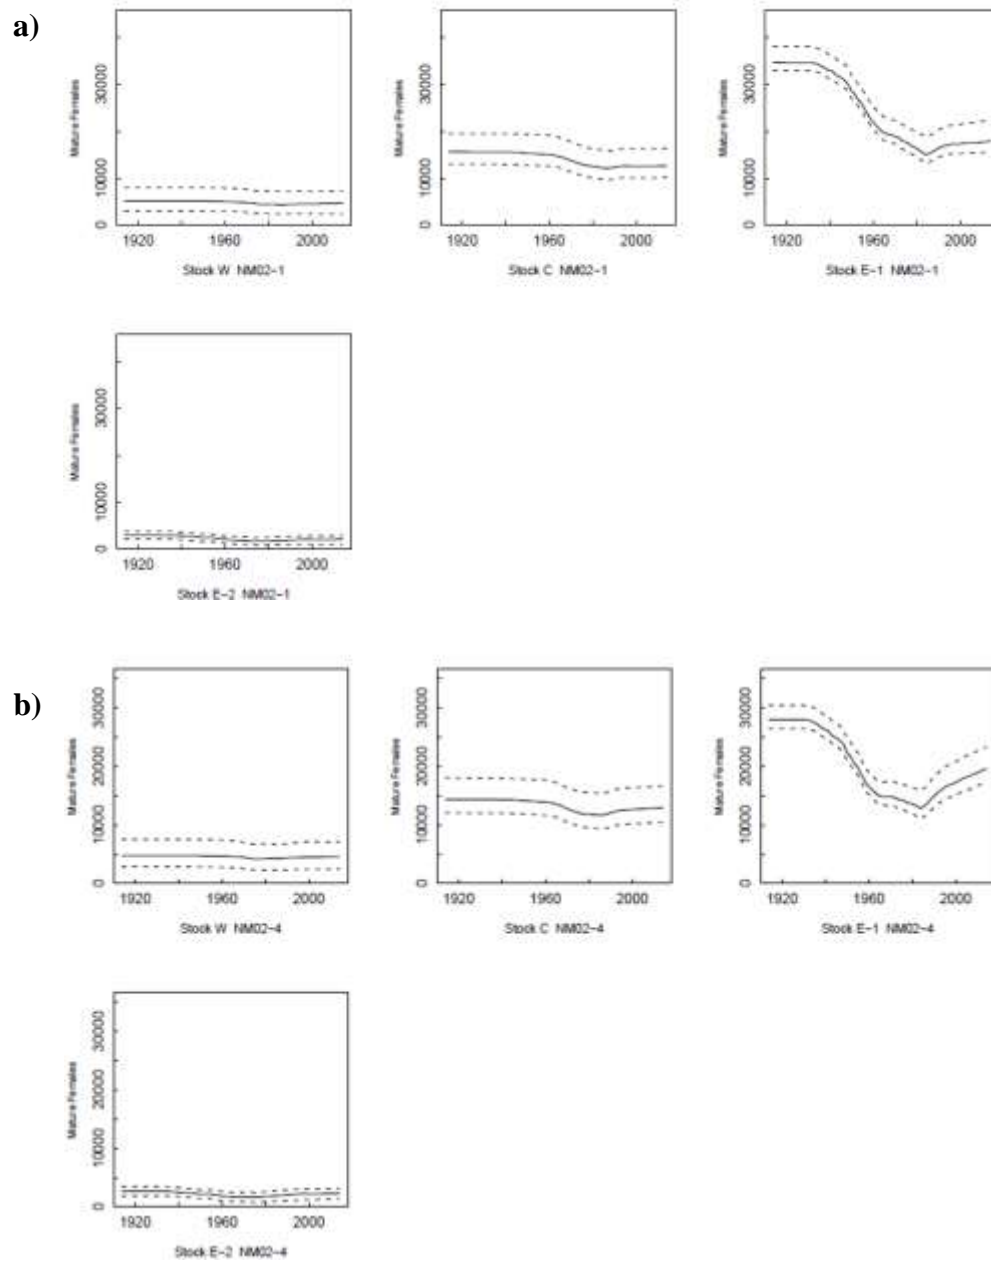 a)
Mature Females
30000
10000
0
1920 1960 2000
Stock W NM02-1
Mature Females
30000
10000
0
1920 1960 2000
Stock C NM02-1
Mature Females
30000
10000
0
1920 1960 2000
Stock E-1 NM02-1
Mature Females
30000
10000
0
1920 1960 2000
Stock E-2 NM02-1
b)
Mature Females
30000
20000
10000
0
1920 1960 2000
Stock W NM02-4
Mature Females
30000
20000
10000
0
1920 1960 2000
Stock C NM02-4
Mature Females
30000
20000
10000
0
1920 1960 2000
Stock E-1 NM02-4
Mature Females
30000
20000
10000
0
1920 1960 2000
Stock E-2 NM02-4